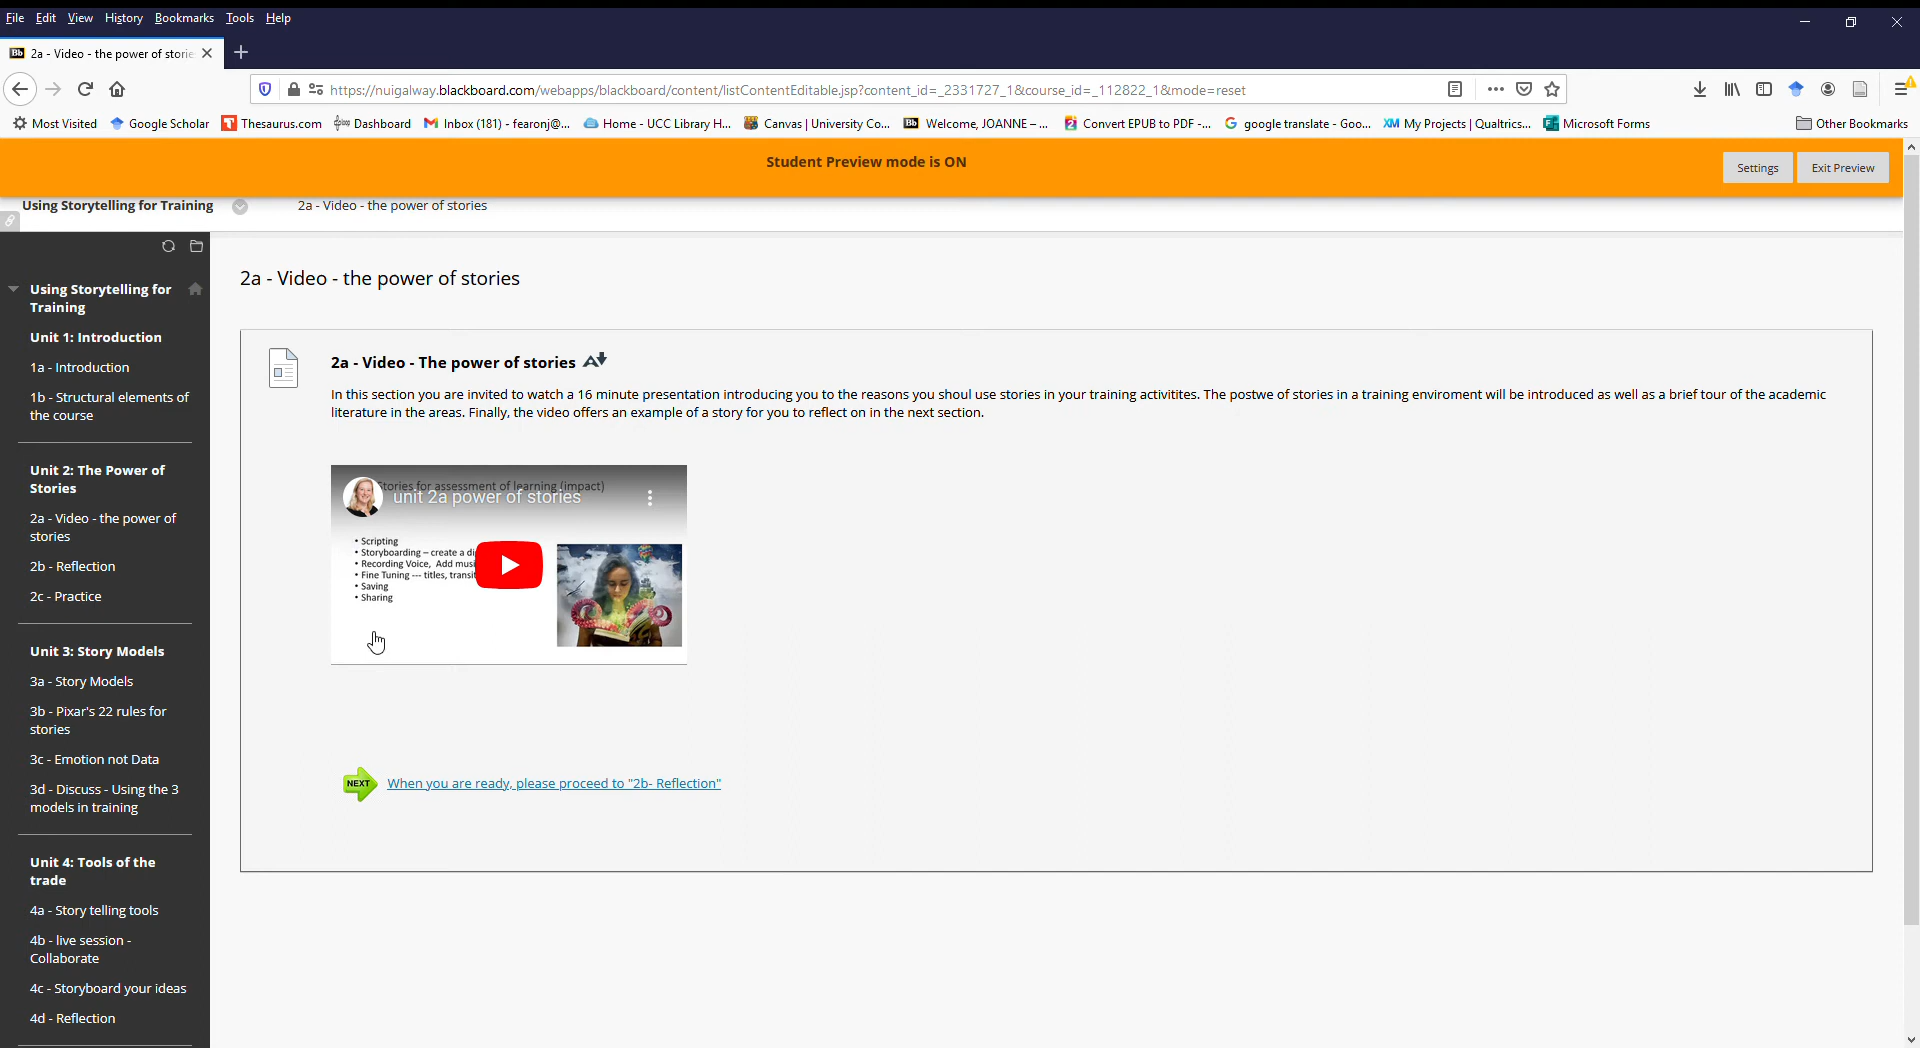 File Edit View History Bookmarks Tools Help
Bb 2a - Video - the power of storie
https://nuigalway.blackboard.com/webapps/blackboard/content/listContentEditable.jsp?content_id=_2331727_1&course_id=_112822_1&mode=reset
Most Visited Google Scholar Thesaurus.com Dashboard Inbox (181) - fearonj@... Home - UCC Library H... Canvas | University Co... Bb Welcome, JOANNE – ... Convert EPUB to PDF -... google translate - Goo... XM My Projects | Qualtrics... Microsoft Forms Other Bookmarks
Student Preview mode is ON
Settings Exit Preview
Using Storytelling for Training 2a - Video - the power of stories
Using Storytelling for
Training
Unit 1: Introduction
1a - Introduction
1b - Structural elements of
the course
Unit 2: The Power of
Stories
2a - Video - the power of
stories
2b - Reflection
2c - Practice
Unit 3: Story Models
3a - Story Models
3b - Pixar's 22 rules for
stories
3c - Emotion not Data
3d - Discuss - Using the 3
models in training
Unit 4: Tools of the
trade
4a - Story telling tools
4b - live session -
Collaborate
4c - Storyboard your ideas
4d - Reflection
2a - Video - the power of stories
2a - Video - The power of stories
In this section you are invited to watch a 16 minute presentation introducing you to the reasons you shoul use stories in your training activitites. The postwe of stories in a training enviroment will be introduced as well as a brief tour of the academic
literature in the areas. Finally, the video offers an example of a story for you to reflect on in the next section.
Stories for assessment of learning (impact)
unit 2a power of stories
• Scripting
• Storyboarding – create a di
• Recording Voice, Add musi
• Fine Tuning --- titles, transit
• Saving
• Sharing
NEXT When you are ready, please proceed to "2b- Reflection"